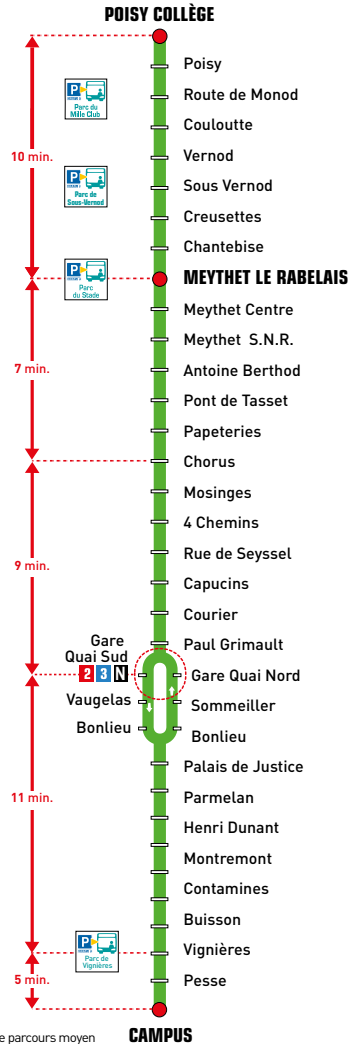 POISY COLLÈGE
Poisy
Route de Monod
P
Parc du
Mille Club
Couloutte
10 min.
Vernod
P
Parc de
Sous-Vernod
Sous Vernod
Creusettes
Chantebise
P
Parc
du Stade
MEYTHET LE RABELAIS
Meythet Centre
Meythet S.N.R.
7 min.
Antoine Berthod
Pont de Tasset
Papeteries
Chorus
Mosinges
4 Chemins
9 min.
Rue de Seyssel
Capucins
Courier
Paul Grimault
Gare
Quai Sud
2 3 N
Gare Quai Nord
Vaugelas
Sommeiller
Bonlieu
Bonlieu
Palais de Justice
11 min.
Parmelan
Henri Dunant
Montremont
Contamines
Buisson
P
Parc de
Vignières
Vignières
5 min.
Pesse
e parcours moyen
CAMPUS